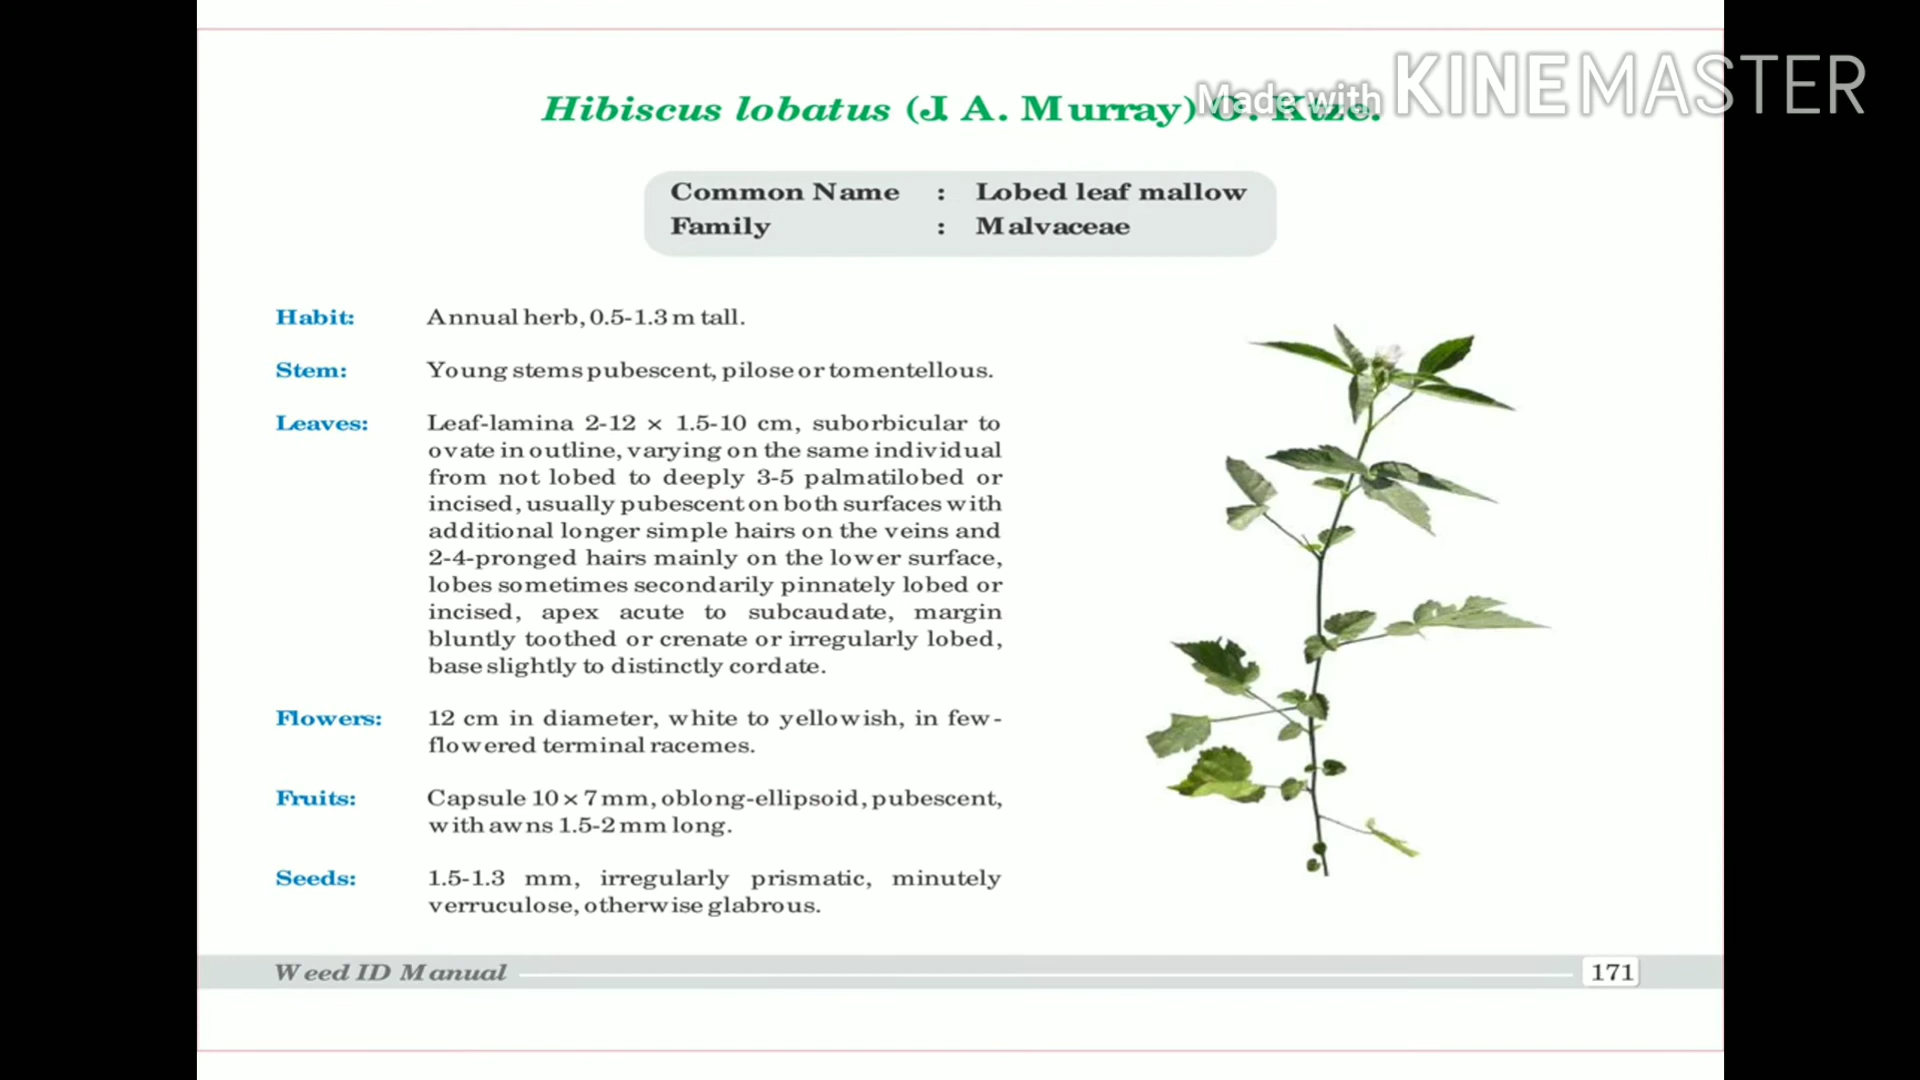 Made with KINEMASTER
Hibiscus lobatus (J. A. Murray) O. Ktze.
Common Name : Lobed leaf mallow
Family : Malvaceae
Habit: Annual herb, 0.5-1.3 m tall.
Stem: Young stems pubescent, pilose or tomentellous.
Leaves: Leaf-lamina 2-12 × 1.5-10 cm, suborbicular to
ovate in outline, varying on the same individual
from not lobed to deeply 3-5 palmatilobed or
incised, usually pubescent on both surfaces with
additional longer simple hairs on the veins and
2-4-pronged hairs mainly on the lower surface,
lobes sometimes secondarily pinnately lobed or
incised, apex acute to subcaudate, margin
bluntly toothed or crenate or irregularly lobed,
base slightly to distinctly cordate.
Flowers: 12 cm in diameter, white to yellowish, in few-
flowered terminal racemes.
Fruits: Capsule 10 × 7 mm, oblong-ellipsoid, pubescent,
with awns 1.5-2 mm long.
Seeds: 1.5-1.3 mm, irregularly prismatic, minutely
verruculose, otherwise glabrous.
Weed ID Manual 171